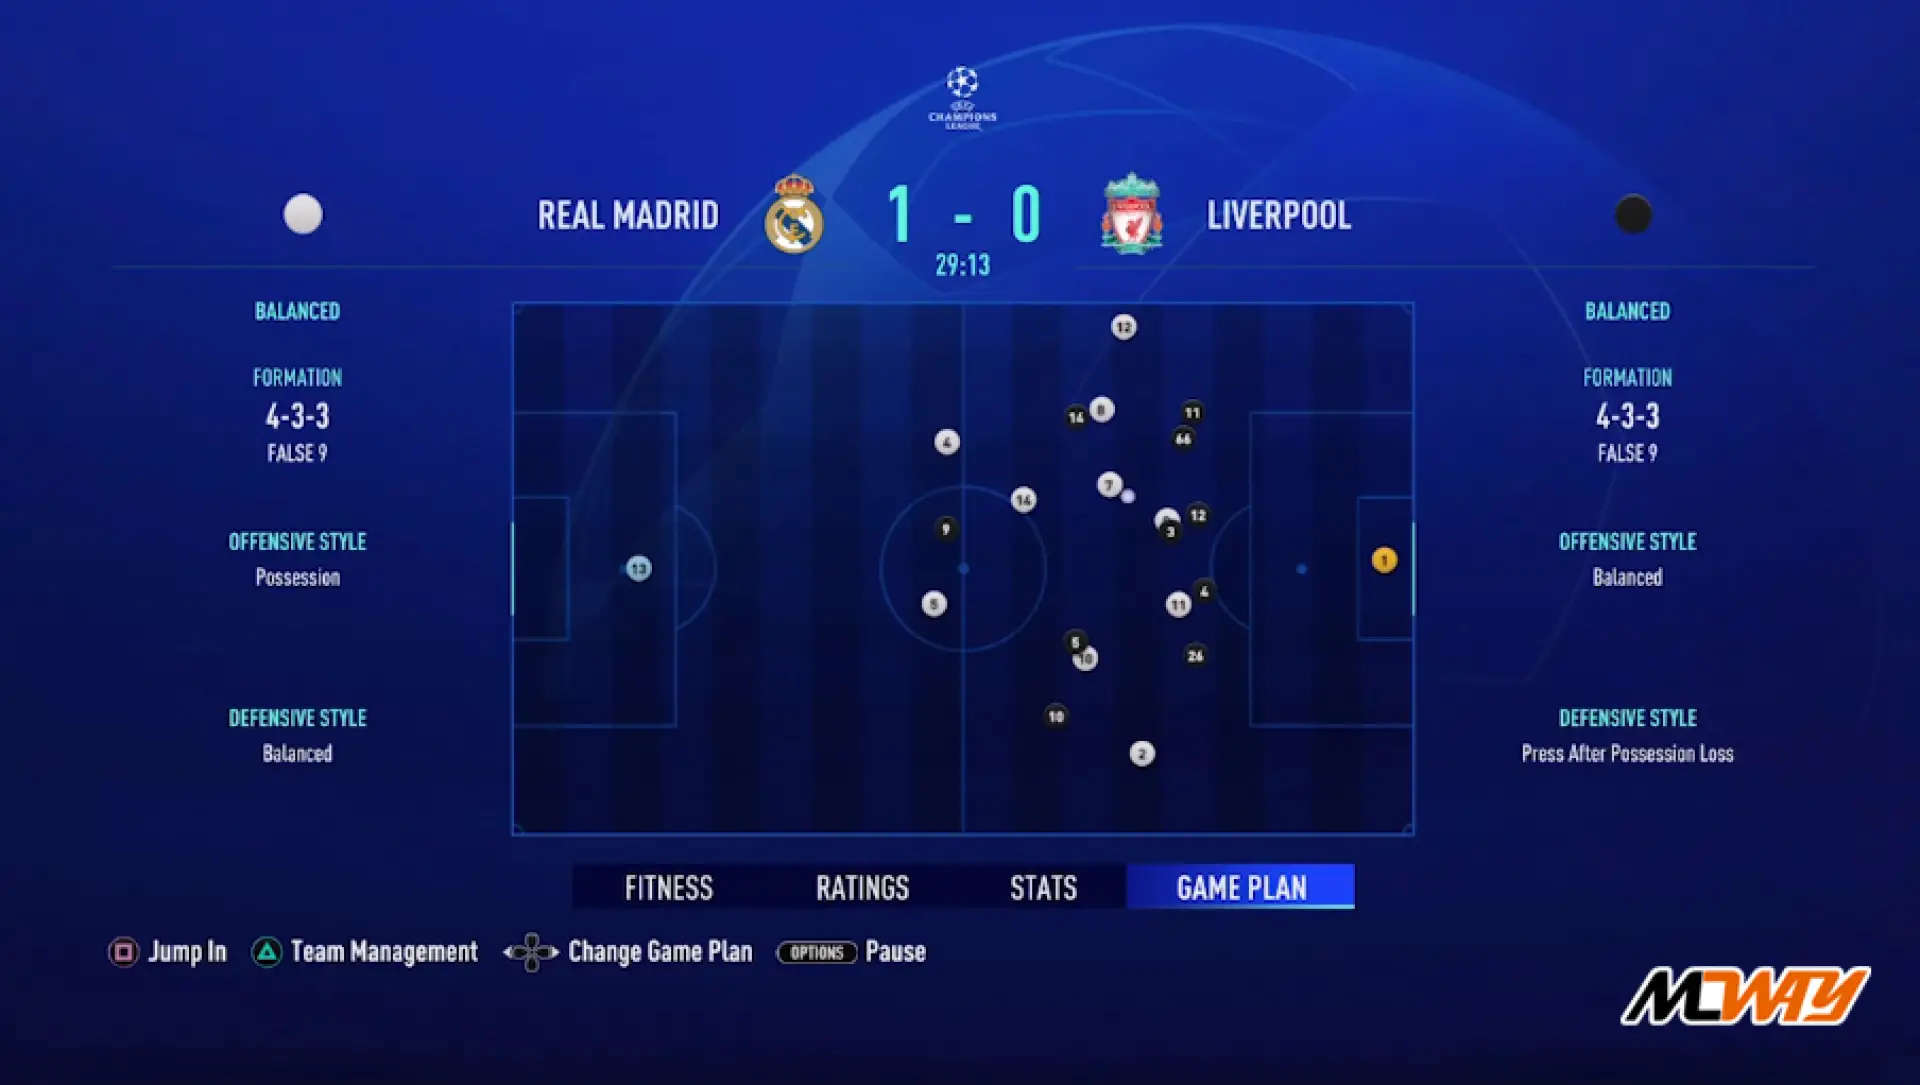 UEFA
CHAMPIONS
LEAGUE
REAL MADRID 1 - 0 LIVERPOOL
29:13
BALANCED
FORMATION
4-3-3
FALSE 9
OFFENSIVE STYLE
Possession
DEFENSIVE STYLE
Balanced
12
14 8 11
4 66
7
14
9 12
3
13 1
5 11 4
5
10 26
10
2
BALANCED
FORMATION
4-3-3
FALSE 9
OFFENSIVE STYLE
Balanced
DEFENSIVE STYLE
Press After Possession Loss
FITNESS RATINGS STATS GAME PLAN
Jump In Team Management Change Game Plan OPTIONS Pause
MCWAY